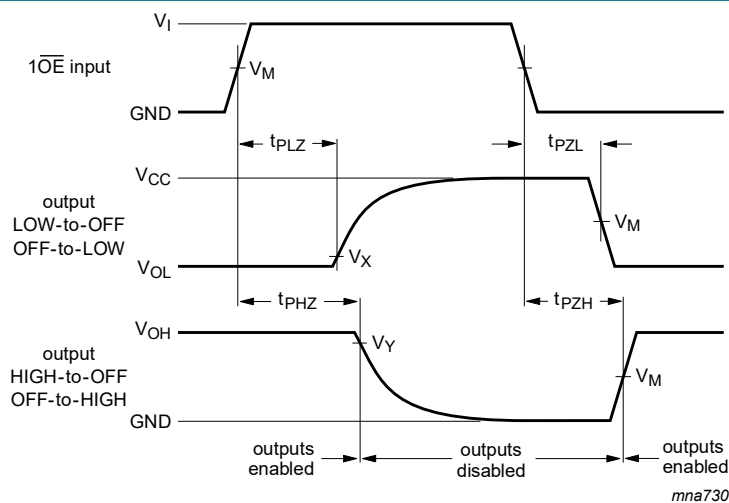 V_I
1O̅E̅ input
V_M
GND
t_PLZ
t_PZL
V_CC
output
LOW-to-OFF
OFF-to-LOW
V_M
V_X
V_OL
t_PHZ
t_PZH
V_OH
V_Y
output
HIGH-to-OFF
OFF-to-HIGH
V_M
GND
outputs
enabled
outputs
disabled
outputs
enabled
mna730